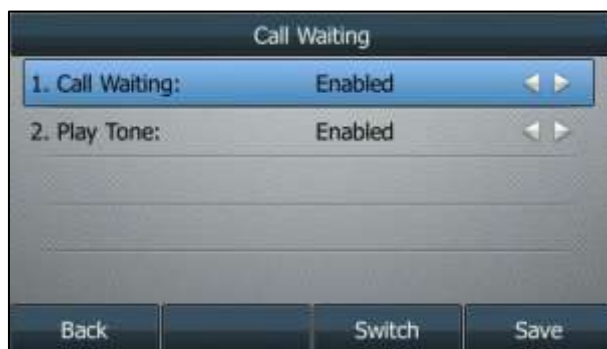 Call Waiting
1. Call Waiting: Enabled
2. Play Tone: Enabled
Back Switch Save